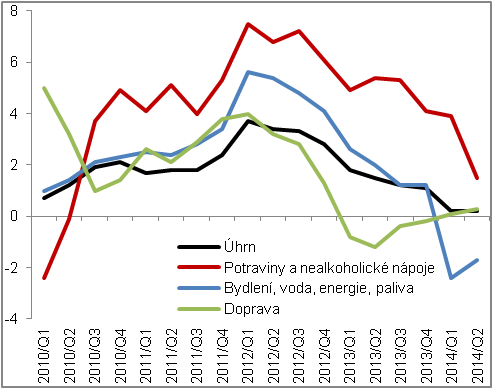 8
6
4
2
0
-2
-4
Úhrn
Potraviny a nealkoholické nápoje
Bydlení, voda, energie, paliva
Doprava
2010/Q1
2010/Q2
2010/Q3
2010/Q4
2011/Q1
2011/Q2
2011/Q3
2011/Q4
2012/Q1
2012/Q2
2012/Q3
2012/Q4
2013/Q1
2013/Q2
2013/Q3
2013/Q4
2014/Q1
2014/Q2